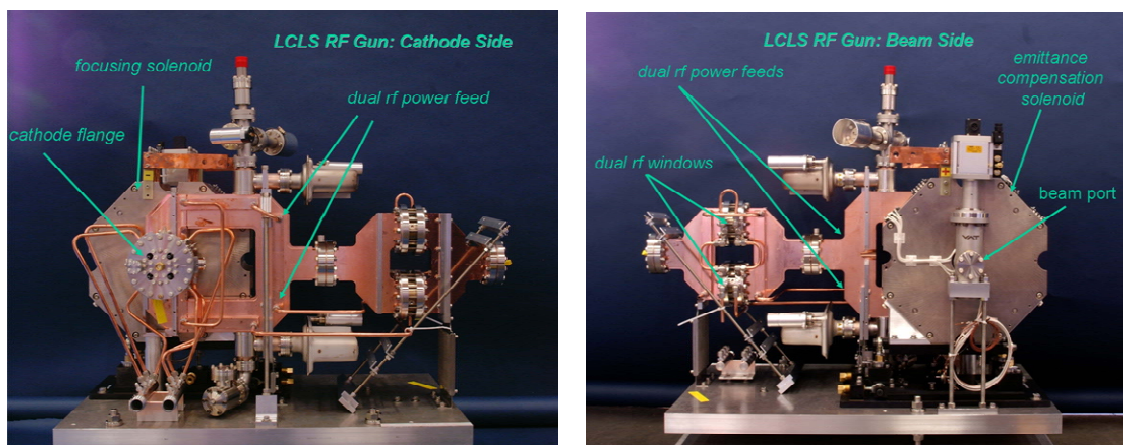 LCLS RF Gun: Cathode Side
focusing solenoid
dual rf power feed
cathode flange
LCLS RF Gun: Beam Side
dual rf power feeds
emittance
compensation
solenoid
dual rf windows
beam port
VAT